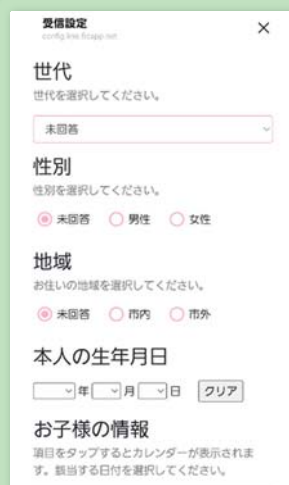 受信設定
世代
世代を選択してください。
未回答
性別
性別を選択してください。
未回答 男性 女性
地域
お住いの地域を選択してください。
未回答 市内 市外
本人の生年月日
年 月 日 クリア
お子様の情報
項目をタップするとカレンダーが表示されま
す。該当する日付を選択してください。